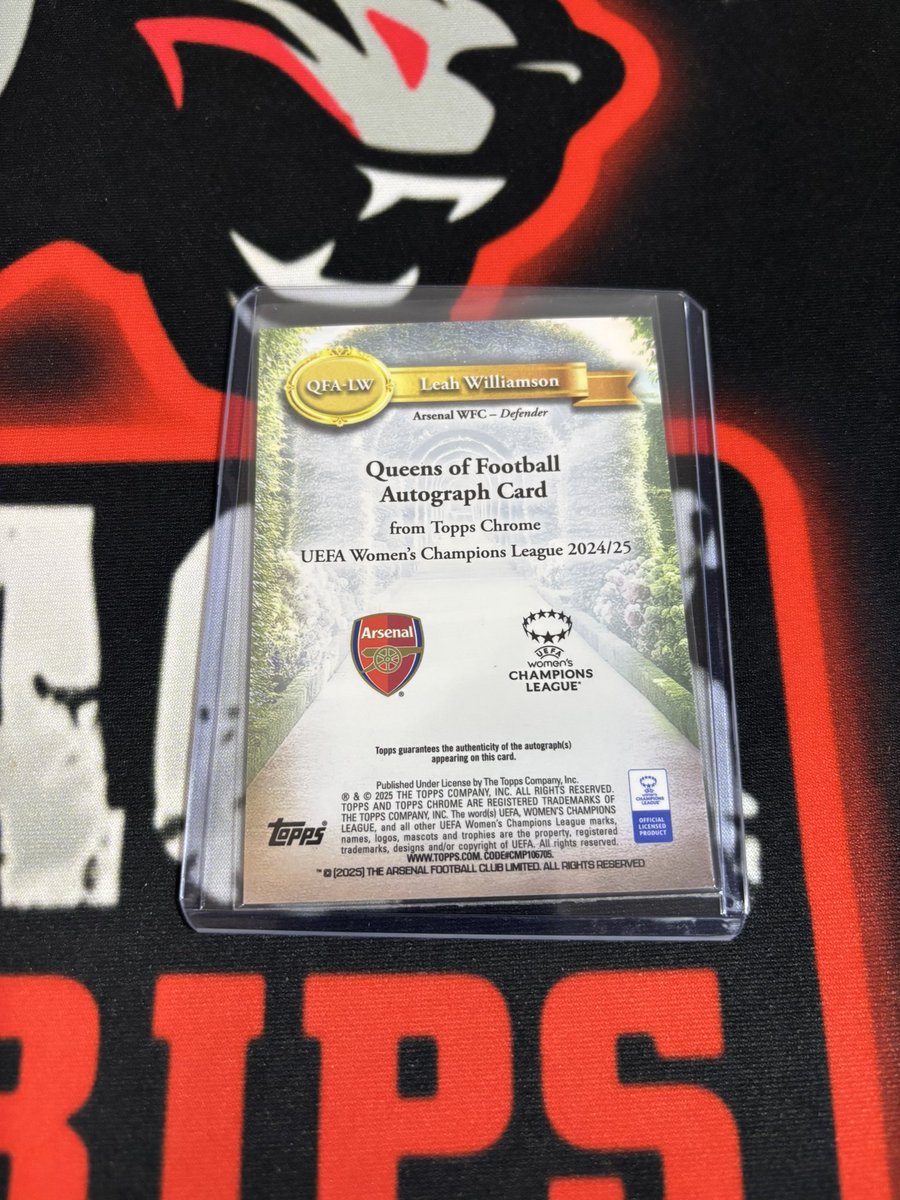 QFA-LW
Leah Williamson
Arsenal WFC – Defender
Queens of Football
Autograph Card
from Topps Chrome
UEFA Women's Champions League 2024/25
Arsenal
®
UEFA
women's
CHAMPIONS
LEAGUE
Topps guarantees the authenticity of the autograph(s)
appearing on this card.
Published Under License by The Topps Company, Inc.
® & © 2025 THE TOPPS COMPANY, INC. ALL RIGHTS RESERVED.
TOPPS AND TOPPS CHROME ARE REGISTERED TRADEMARKS OF
THE TOPPS COMPANY, INC. The word(s) UEFA, WOMEN'S CHAMPIONS
LEAGUE, and all other UEFA Women's Champions League marks,
names, logos, mascots and trophies are the property, registered
trademarks, designs and/or copyright of UEFA. All rights reserved.
WWW.TOPPS.COM. CODE#CMP106705.
™ © [2025] THE ARSENAL FOOTBALL CLUB LIMITED. ALL RIGHTS RESERVED
topps®
CHAMPIONS
LEAGUE
OFFICIAL
LICENSED
PRODUCT
RIPS